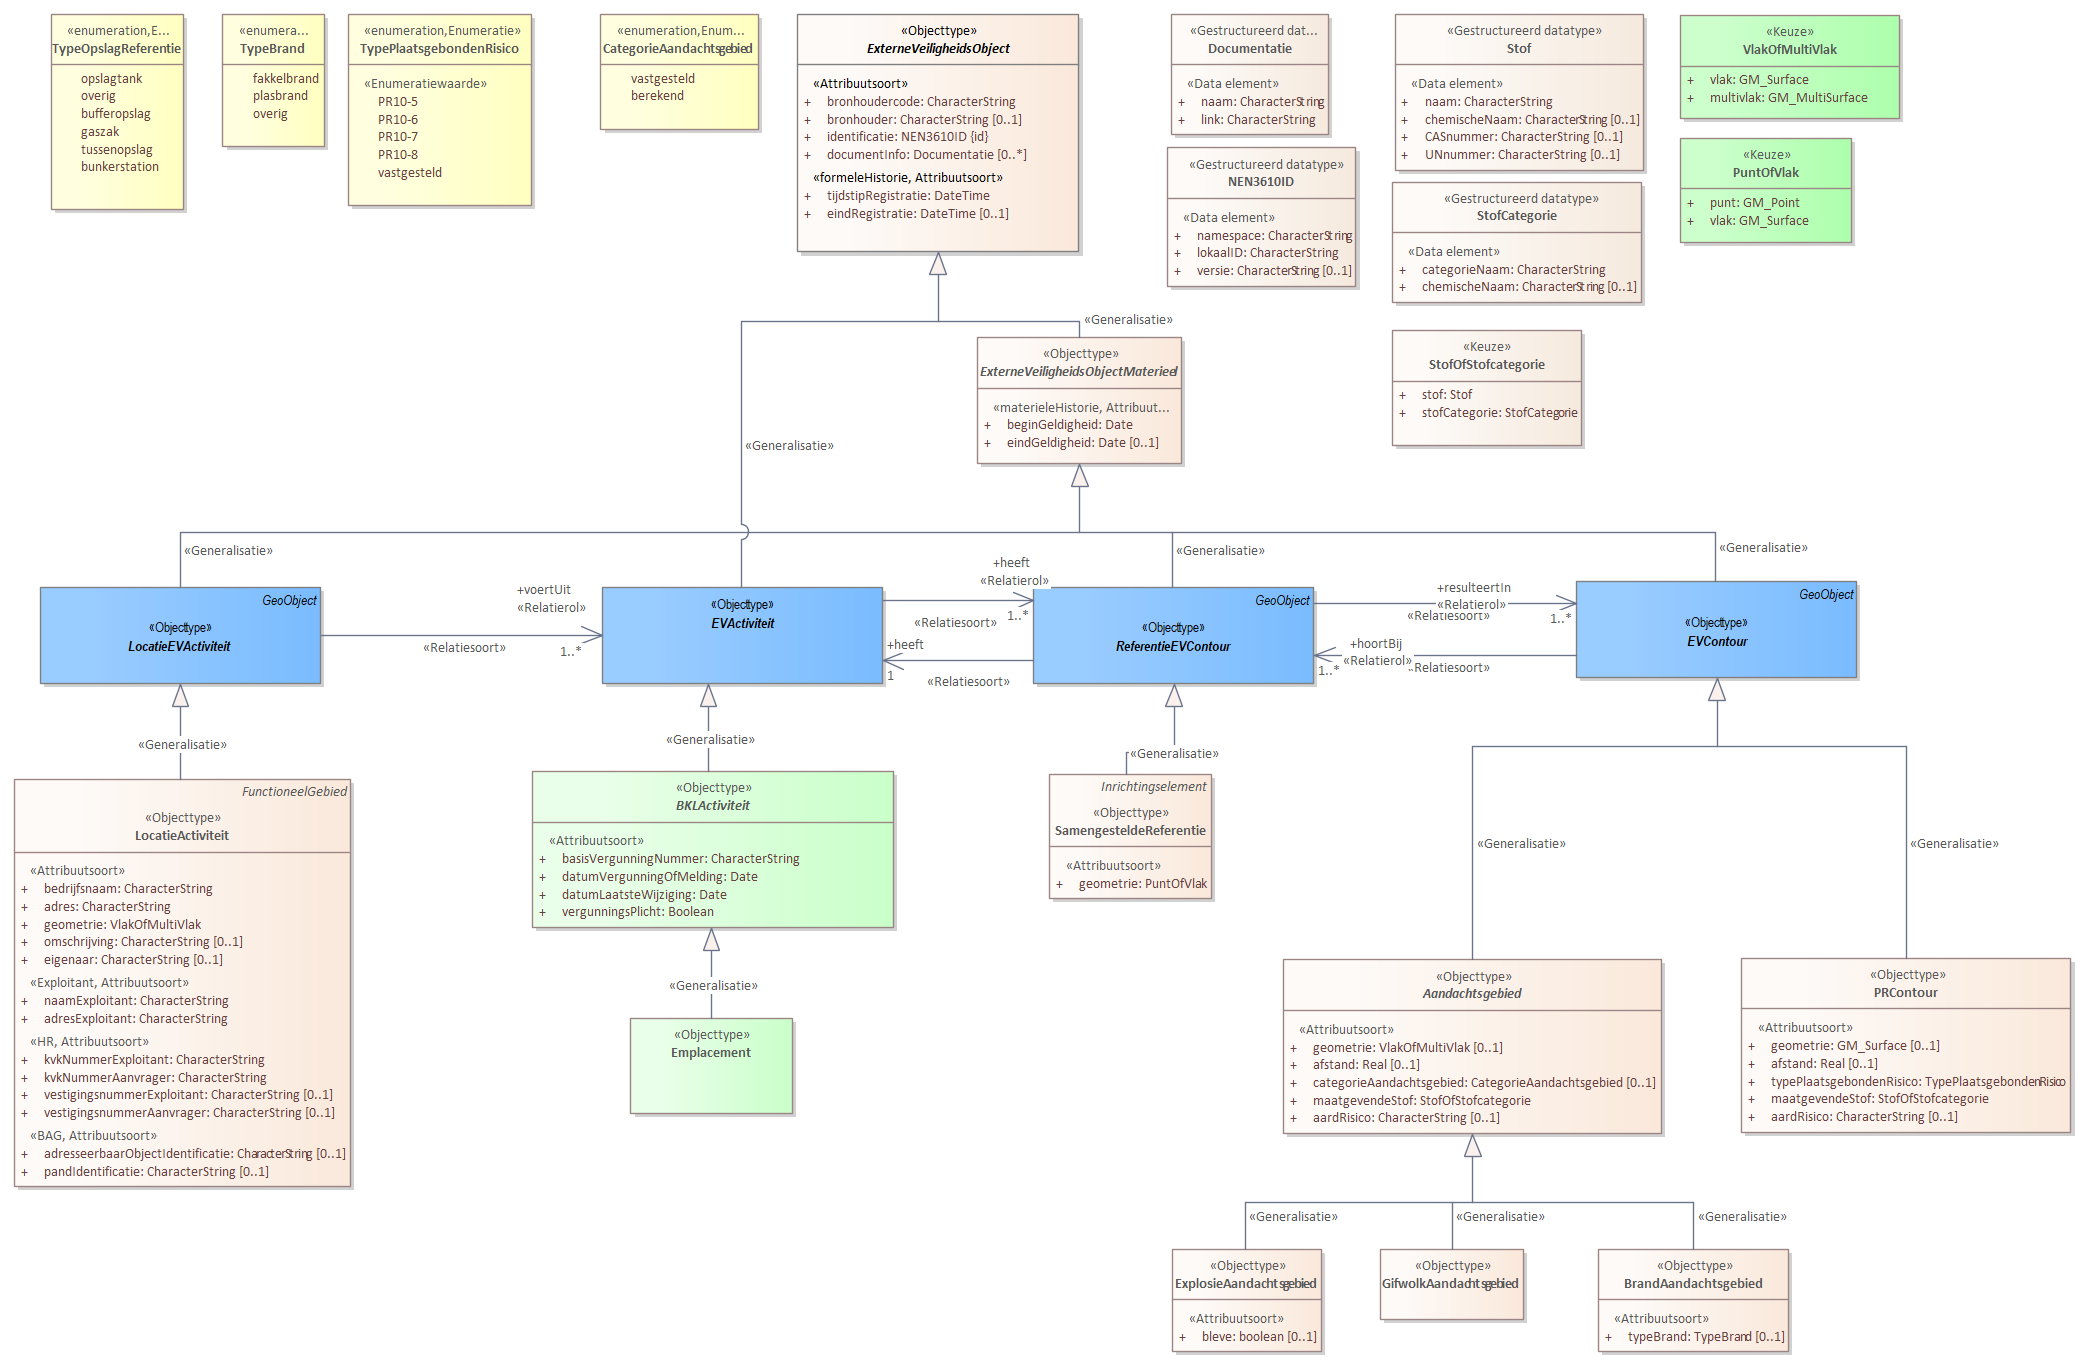 «enumeration,E...
TypeOpslagReferentie
opslagtank
overig
bufferopslag
gaszak
tussenopslag
bunkerstation
«enumera...
TypeBrand
fakkelbrand
plasbrand
overig
«enumeration,Enumeratie»
TypePlaatsgebondenRisico
«Enumeratiewaarde»
PR10-5
PR10-6
PR10-7
PR10-8
vastgesteld
«enumeration,Enum...
CategorieAandachtsgebied
vastgesteld
berekend
«Objecttype»
ExterneVeiligheidsObject
«Attribuutsoort»
+ bronhoudercode: CharacterString
+ bronhouder: CharacterString [0..1]
+ identificatie: NEN3610ID {id}
+ documentInfo: Documentatie [0..*]
«formeleHistorie, Attribuutsoort»
+ tijdstipRegistratie: DateTime
+ eindRegistratie: DateTime [0..1]
«Gestructureerd dat...
Documentatie
«Data element»
+ naam: CharacterString
+ link: CharacterString
«Gestructureerd datatype»
NEN3610ID
«Data element»
+ namespace: CharacterString
+ lokaalID: CharacterString
+ versie: CharacterString [0..1]
«Gestructureerd datatype»
Stof
«Data element»
+ naam: CharacterString
+ chemischeNaam: CharacterString [0..1]
+ CASnummer: CharacterString [0..1]
+ UNnummer: CharacterString [0..1]
«Gestructureerd datatype»
StofCategorie
«Data element»
+ categorieNaam: CharacterString
+ chemischeNaam: CharacterString [0..1]
«Keuze»
StofOfStofcategorie
+ stof: Stof
+ stofCategorie: StofCategorie
«Keuze»
VlakOfMultiVlak
+ vlak: GM_Surface
+ multivlak: GM_MultiSurface
«Keuze»
PuntOfVlak
+ punt: GM_Point
+ vlak: GM_Surface
«Generalisatie»
«Objecttype»
ExterneVeiligheidsObjectMaterieel
«materieleHistorie, Attribuut...
+ beginGeldigheid: Date
+ eindGeldigheid: Date [0..1]
«Generalisatie»
«Generalisatie»
«Generalisatie»
«Generalisatie»
GeoObject
«Objecttype»
LocatieEVActiviteit
+voertUit
«Relatierol»
«Relatiesoort»
1..*
«Objecttype»
EVActiviteit
+heeft
«Relatierol»
«Relatiesoort»
1..*
+heeft
1
«Relatiesoort»
GeoObject
«Objecttype»
ReferentieEVContour
+resulteertIn
«Relatierol»
«Relatiesoort»
1..*
+hoortBij
«Relatierol»
1..*
«Relatiesoort»
GeoObject
«Objecttype»
EVContour
«Generalisatie»
«Generalisatie»
«Generalisatie»
«Generalisatie»
«Generalisatie»
FunctioneelGebied
«Objecttype»
LocatieActiviteit
«Attribuutsoort»
+ bedrijfsnaam: CharacterString
+ adres: CharacterString
+ geometrie: VlakOfMultiVlak
+ omschrijving: CharacterString [0..1]
+ eigenaar: CharacterString [0..1]
«Exploitant, Attribuutsoort»
+ naamExploitant: CharacterString
+ adresExploitant: CharacterString
«HR, Attribuutsoort»
+ kvkNummerExploitant: CharacterString
+ kvkNummerAanvrager: CharacterString
+ vestigingsnummerExploitant: CharacterString [0..1]
+ vestigingsnummerAanvrager: CharacterString [0..1]
«BAG, Attribuutsoort»
+ adresseerbaarObjectIdentificatie: CharacterString [0..1]
+ pandIdentificatie: CharacterString [0..1]
«Objecttype»
BKLActiviteit
«Attribuutsoort»
+ basisVergunningNummer: CharacterString
+ datumVergunningOfMelding: Date
+ datumLaatsteWijziging: Date
+ vergunningsPlicht: Boolean
«Generalisatie»
«Objecttype»
Emplacement
Inrichtingselement
«Objecttype»
SamengesteldeReferentie
«Attribuutsoort»
+ geometrie: PuntOfVlak
«Objecttype»
Aandachtsgebied
«Attribuutsoort»
+ geometrie: VlakOfMultiVlak [0..1]
+ afstand: Real [0..1]
+ categorieAandachtsgebied: CategorieAandachtsgebied [0..1]
+ maatgevendeStof: StofOfStofcategorie
+ aardRisico: CharacterString [0..1]
«Objecttype»
PRContour
«Attribuutsoort»
+ geometrie: GM_Surface [0..1]
+ afstand: Real [0..1]
+ typePlaatsgebondenRisico: TypePlaatsgebondenRisico
+ maatgevendeStof: StofOfStofcategorie
+ aardRisico: CharacterString [0..1]
«Generalisatie»
«Generalisatie»
«Generalisatie»
«Objecttype»
ExplosieAandachtsgebied
«Attribuutsoort»
+ bleve: boolean [0..1]
«Objecttype»
GifwolkAandachtsgebied
«Objecttype»
BrandAandachtsgebied
«Attribuutsoort»
+ typeBrand: TypeBrand [0..1]